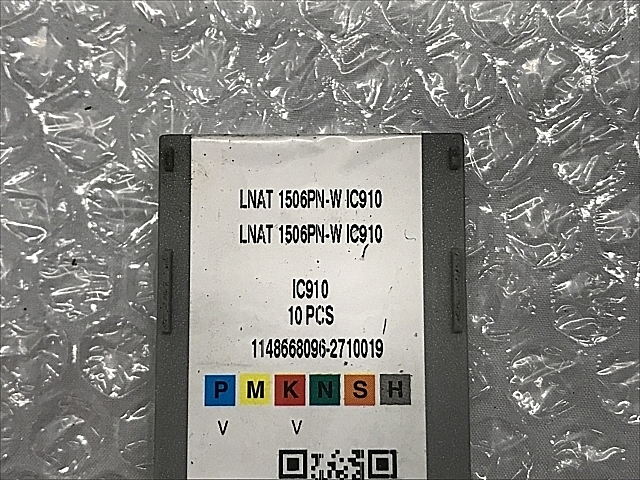 LNAT 1506PN-W IC910
LNAT 1506PN-W IC910
IC910
10 PCS
1148668096-2710019
P M K N S H
V V